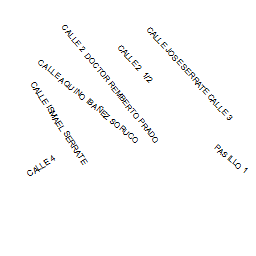 CALLE 2 DOCTOR REMBERTO PRADO
CALLE JOSE SERRATE CALLE 3
CALLE 2 1/2
CALLE AQUINO IBAÑEZ SORUCO
CALLE ISMAEL SERRATE
CALLE 4
PASILLO 1